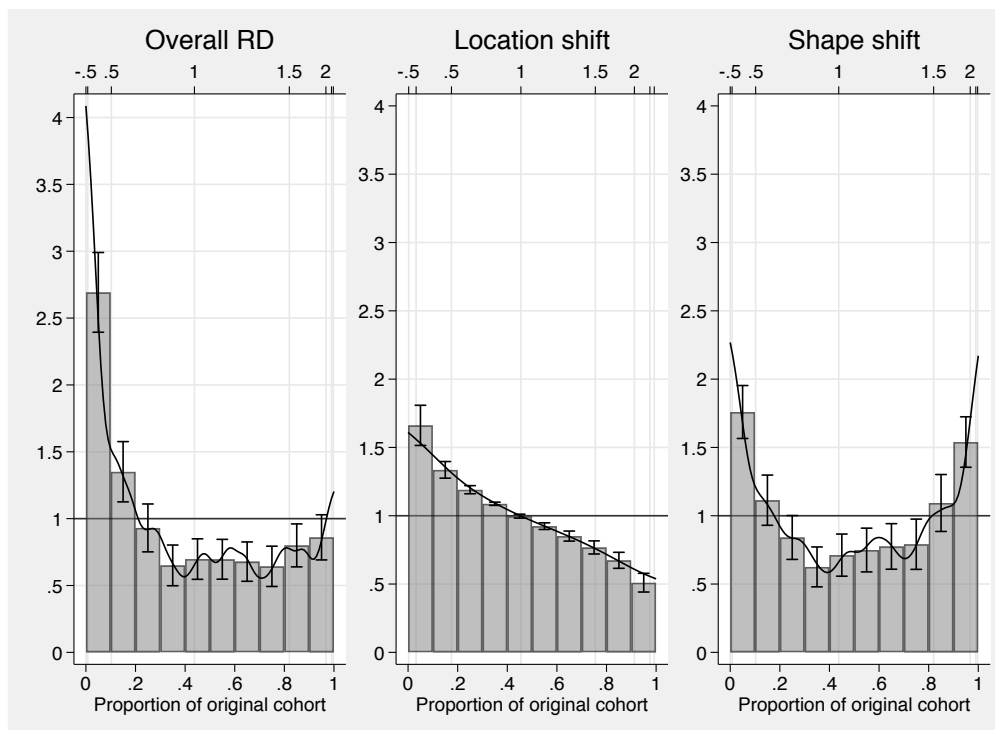 Overall RD
Location shift
Shape shift
-.5 .5 1 1.5 2
-.5 .5 1 1.5 2
-.5 .5 1 1.5 2
4
3.5
3
2.5
2
1.5
1
.5
0
4
3.5
3
2.5
2
1.5
1
.5
0
4
3.5
3
2.5
2
1.5
1
.5
0
0 .2 .4 .6 .8 1
0 .2 .4 .6 .8 1
0 .2 .4 .6 .8 1
Proportion of original cohort
Proportion of original cohort
Proportion of original cohort